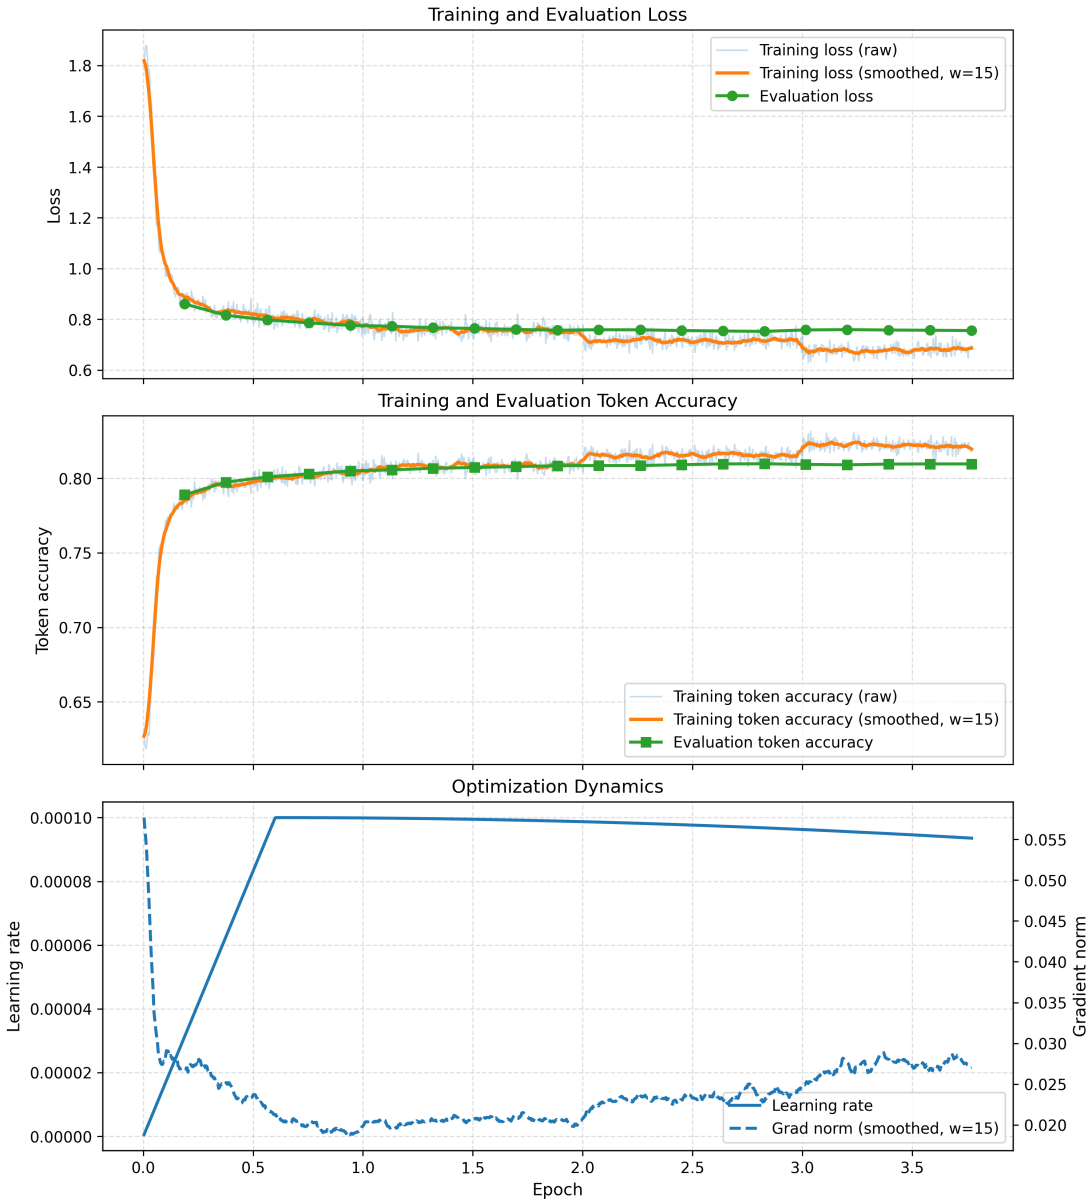 Training and Evaluation Loss
Training loss (raw)
Training loss (smoothed, w=15)
Evaluation loss
Loss
1.8
1.6
1.4
1.2
1.0
0.8
0.6
Training and Evaluation Token Accuracy
Token accuracy
0.80
0.75
0.70
0.65
Training token accuracy (raw)
Training token accuracy (smoothed, w=15)
Evaluation token accuracy
Optimization Dynamics
Learning rate
0.00010
0.00008
0.00006
0.00004
0.00002
0.00000
0.055
0.050
0.045
0.040
0.035
0.030
0.025
0.020
Gradient norm
Learning rate
Grad norm (smoothed, w=15)
0.0 0.5 1.0 1.5 2.0 2.5 3.0 3.5
Epoch